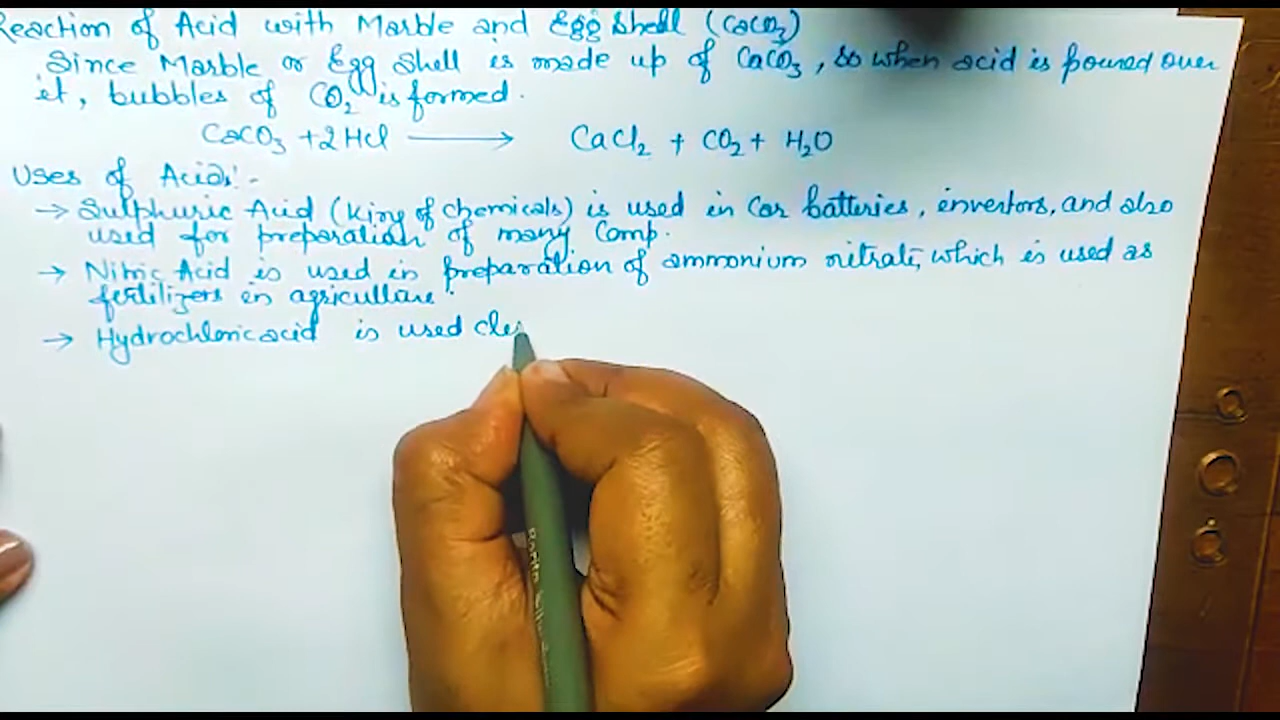 Reaction of Acid with Marble and Egg Shell (CaCO3)
Since Marble or Egg Shell is made up of CaCO3, so when acid is poured over
it, bubbles of CO2 is formed.
CaCO3 + 2HCl ⟶ CaCl2 + CO2 + H2O
Uses of Acid:-
→ Sulphuric Acid (King of chemicals) is used in Car batteries, invertors, and also
used for preparation of many Comp.
→ Nitric Acid is used in preparation of ammonium nitrate, which is used as
fertilizers in agriculture.
→ Hydrochloric acid is used cle